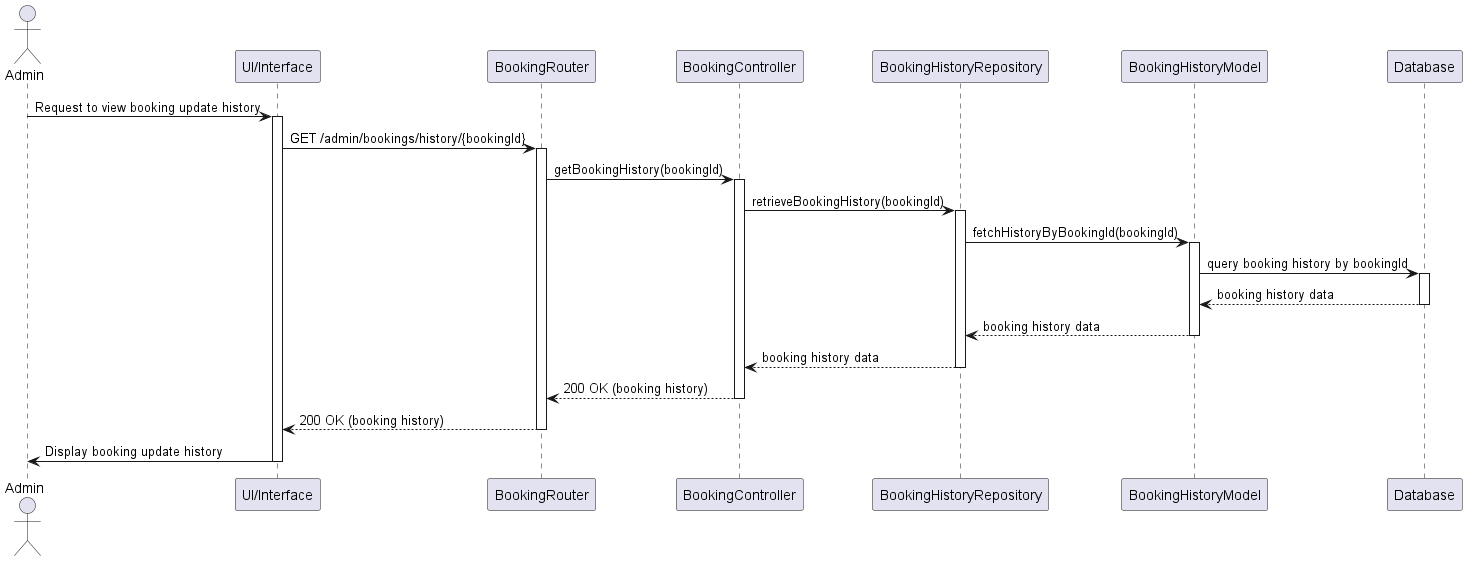 Admin
UI/Interface
BookingRouter
BookingController
BookingHistoryRepository
BookingHistoryModel
Database
Request to view booking update history
GET /admin/bookings/history/{bookingId}
getBookingHistory(bookingId)
retrieveBookingHistory(bookingId)
fetchHistoryByBookingId(bookingId)
query booking history by bookingId
booking history data
booking history data
booking history data
200 OK (booking history)
200 OK (booking history)
Display booking update history
Admin
UI/Interface
BookingRouter
BookingController
BookingHistoryRepository
BookingHistoryModel
Database